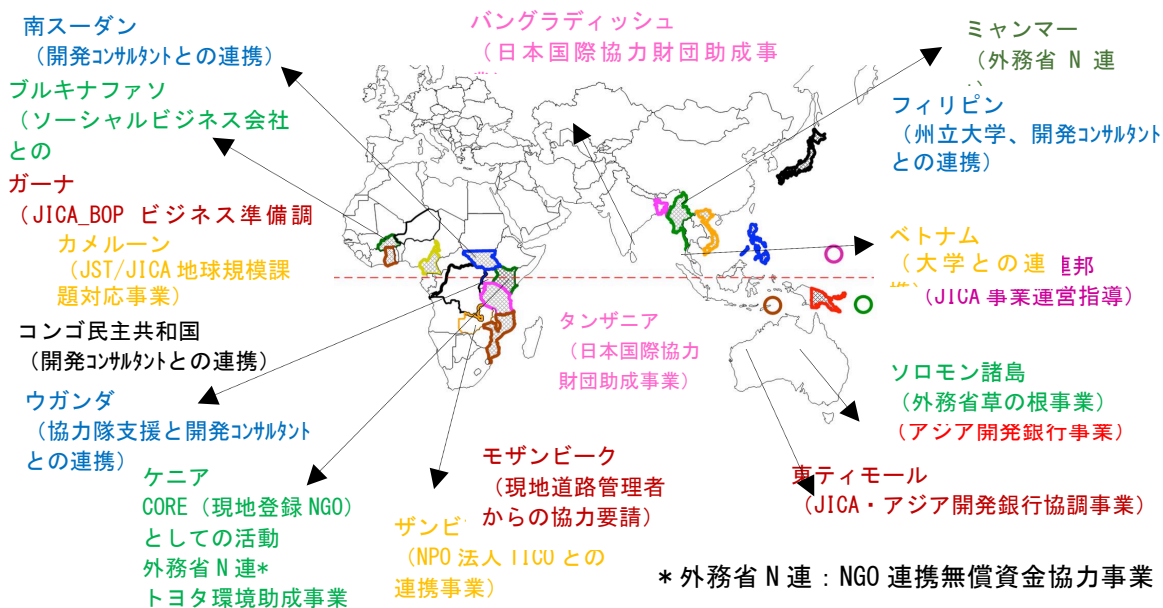 南スーダン
（開発コンサルタントとの連携）
ブルキナファソ
（ソーシャルビジネス会社
との
ガーナ
（JICA_BOP ビジネス準備調
カメルーン
（JST/JICA 地球規模課
題対応事業）
コンゴ民主共和国
（開発コンサルタントとの連携）
ウガンダ
（協力隊支援と開発コンサルタント
との連携）
ケニア
CORE（現地登録 NGO）
としての活動
外務省 N 連*
トヨタ環境助成事業
バングラディッシュ
（日本国際協力財団助成事
タンザニア
（日本国際協力
財団助成事業）
モザンビーク
（現地道路管理者
からの協力要請）
ザンビ
（NPO 法人 TICO との
連携事業）
ミャンマー
（外務省 N 連
フィリピン
（州立大学、開発コンサルタント
との連携）
ベトナム
（大学との連
連邦
（JICA 事業運営指導）
ソロモン諸島
（外務省草の根事業）
（アジア開発銀行事業）
東ティモール
（JICA・アジア開発銀行協調事業）
＊外務省 N 連：NGO 連携無償資金協力事業